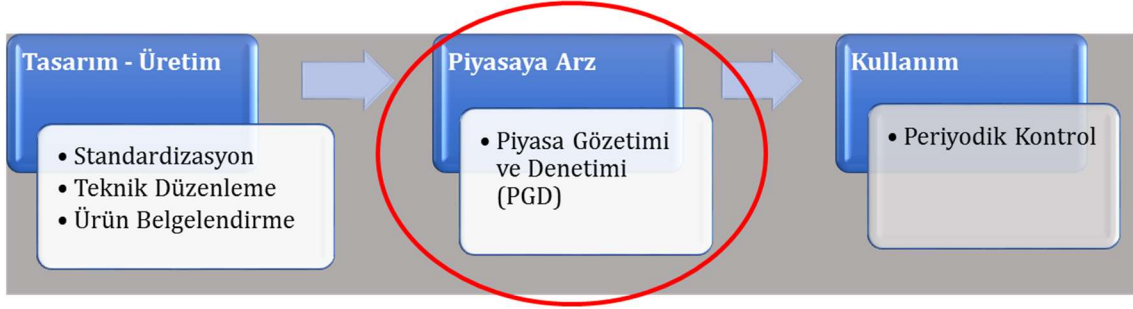 Tasarım - Üretim
• Standardizasyon
• Teknik Düzenleme
• Ürün Belgelendirme
Piyasaya Arz
• Piyasa Gözetimi
ve Denetimi
(PGD)
Kullanım
• Periyodik Kontrol